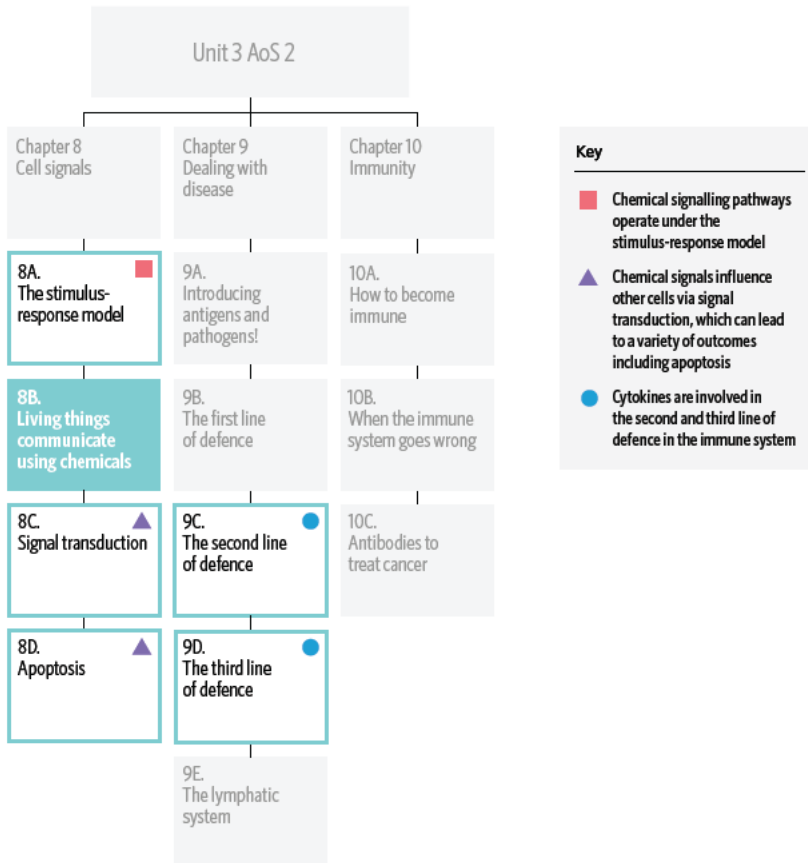 Unit 3 AoS 2
Chapter 8
Cell signals
Chapter 9
Dealing with
disease
Chapter 10
Immunity
8A.
The stimulus-
response model
9A.
Introducing
antigens and
pathogens!
10A.
How to become
immune
8B.
Living things
communicate
using chemicals
9B.
The first line
of defence
10B.
When the immune
system goes wrong
8C.
Signal transduction
9C.
The second line
of defence
10C.
Antibodies to
treat cancer
8D.
Apoptosis
9D.
The third line
of defence
9E.
The lymphatic
system
Key
Chemical signalling pathways
operate under the
stimulus-response model
Chemical signals influence
other cells via signal
transduction, which can lead
to a variety of outcomes
including apoptosis
Cytokines are involved in
the second and third line of
defence in the immune system